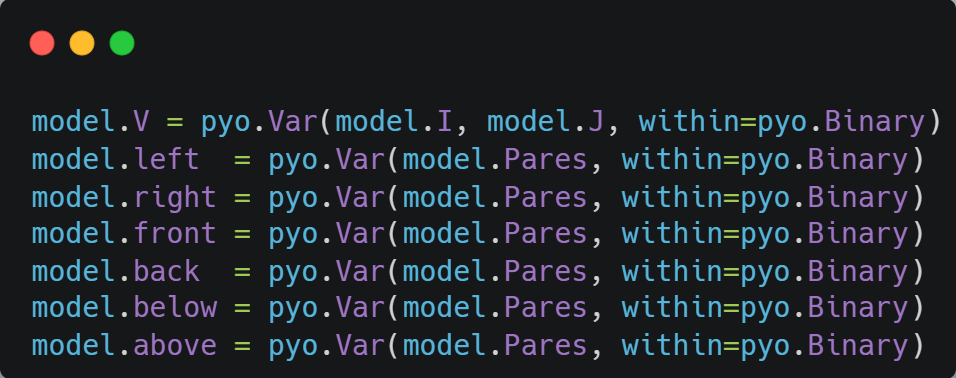 model.V = pyo.Var(model.I, model.J, within=pyo.Binary)
model.left  = pyo.Var(model.Pares, within=pyo.Binary)
model.right = pyo.Var(model.Pares, within=pyo.Binary)
model.front = pyo.Var(model.Pares, within=pyo.Binary)
model.back  = pyo.Var(model.Pares, within=pyo.Binary)
model.below = pyo.Var(model.Pares, within=pyo.Binary)
model.above = pyo.Var(model.Pares, within=pyo.Binary)